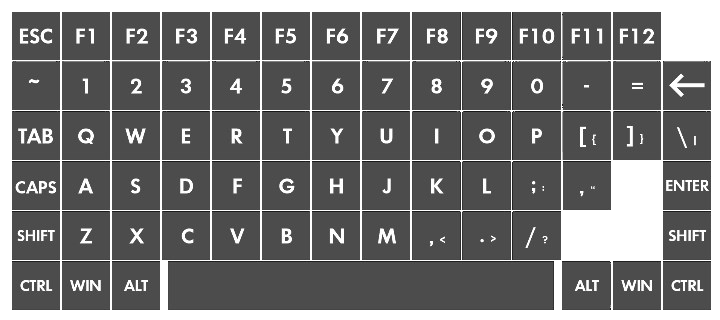 ESC F1 F2 F3 F4 F5 F6 F7 F8 F9 F10 F11 F12
~ 1 2 3 4 5 6 7 8 9 0 - = ←
TAB Q W E R T Y U I O P [ { ] } \ |
CAPS A S D F G H J K L ; : , “ ENTER
SHIFT Z X C V B N M , < . > / ? SHIFT
CTRL WIN ALT ALT WIN CTRL